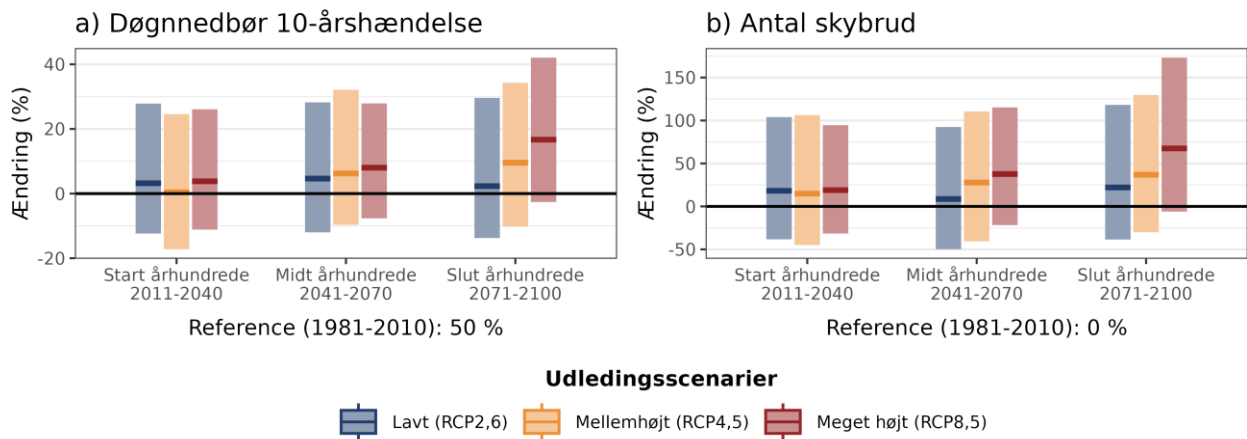 a) Døgnnedbør 10-årshændelse
Ændring (%)
40
20
0
-20
Start århundrede
2011-2040
Midt århundrede
2041-2070
Slut århundrede
2071-2100
Reference (1981-2010): 50 %
b) Antal skybrud
Ændring (%)
150
100
50
0
-50
Start århundrede
2011-2040
Midt århundrede
2041-2070
Slut århundrede
2071-2100
Reference (1981-2010): 0 %
Udledingsscenarier
Lavt (RCP2,6)
Mellemhøjt (RCP4,5)
Meget højt (RCP8,5)